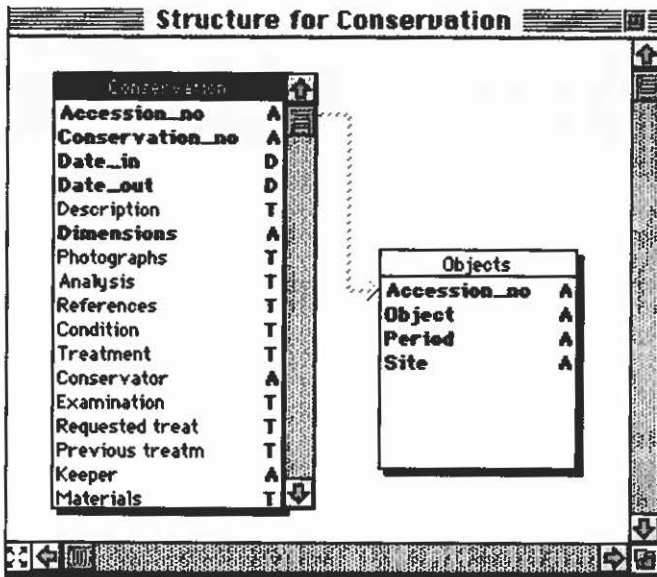 Structure for Conservation
Conservation
Accession_no A
Conservation_no A
Date_in D
Date_out D
Description T
Dimensions A
Photographs T
Analysis T
References T
Condition T
Treatment T
Conservator A
Examination T
Requested treat T
Previous treatm T
Keeper A
Materials T
Objects
Accession_no A
Object A
Period A
Site A